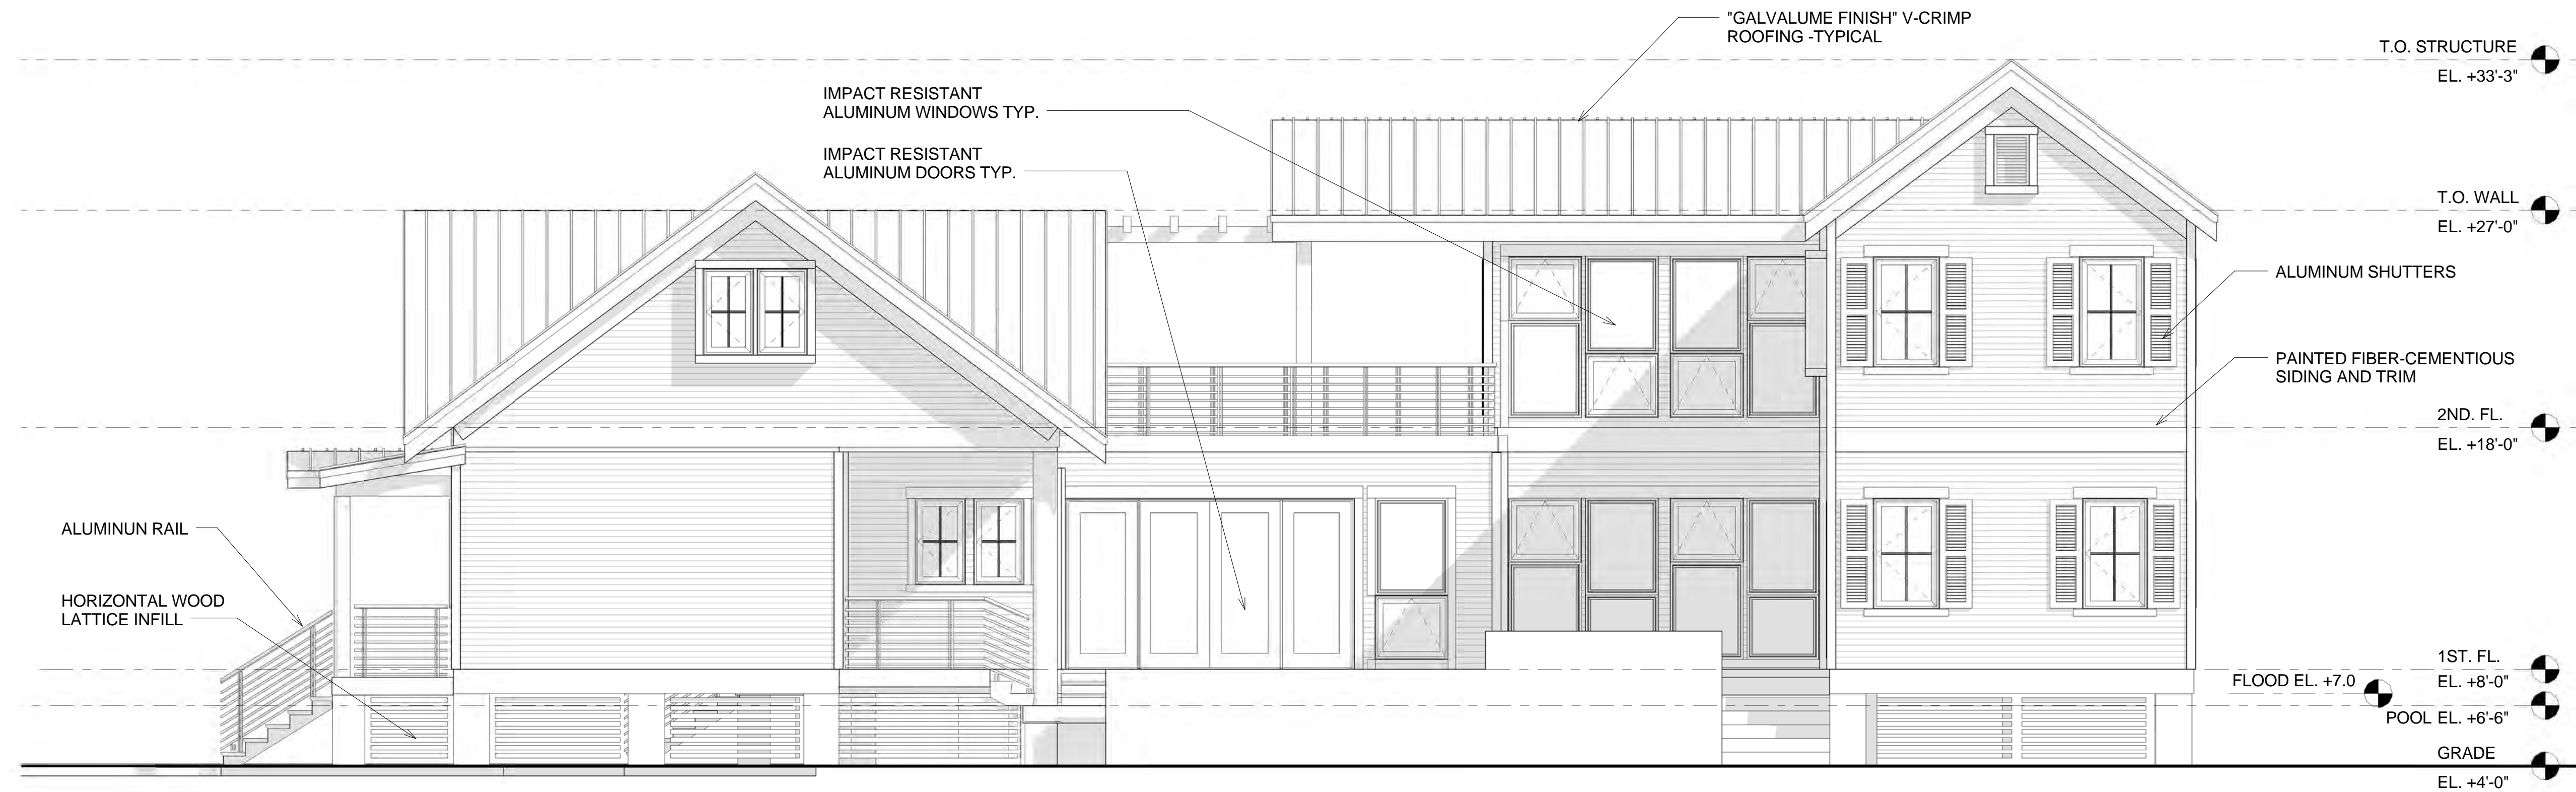 "GALVALUME FINISH" V-CRIMP
ROOFING -TYPICAL
T.O. STRUCTURE
EL. +33'-3"
IMPACT RESISTANT
ALUMINUM WINDOWS TYP.
IMPACT RESISTANT
ALUMINUM DOORS TYP.
T.O. WALL
EL. +27'-0"
ALUMINUM SHUTTERS
PAINTED FIBER-CEMENTIOUS
SIDING AND TRIM
2ND. FL.
EL. +18'-0"
ALUMINUN RAIL
HORIZONTAL WOOD
LATTICE INFILL
1ST. FL.
EL. +8'-0"
FLOOD EL. +7.0
POOL EL. +6'-6"
GRADE
EL. +4'-0"